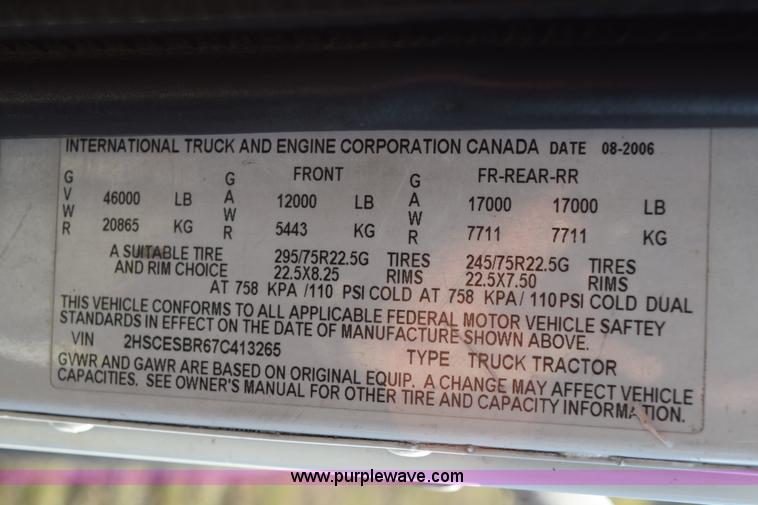 INTERNATIONAL TRUCK AND ENGINE CORPORATION CANADA DATE 08-2006
GVWR 46000 LB GAWR FRONT 12000 LB GAWR FR-REAR-RR 17000 17000 LB
20865 KG 5443 KG 7711 7711 KG
A SUITABLE TIRE 295/75R22.5G TIRES 245/75R22.5G TIRES
AND RIM CHOICE 22.5X8.25 RIMS 22.5X7.50 RIMS
AT 758 KPA /110 PSI COLD AT 758 KPA / 110 PSI COLD DUAL
THIS VEHICLE CONFORMS TO ALL APPLICABLE FEDERAL MOTOR VEHICLE SAFTEY
STANDARDS IN EFFECT ON THE DATE OF MANUFACTURE SHOWN ABOVE.
VIN 2HSCESBR67C413265 TYPE TRUCK TRACTOR
GVWR AND GAWR ARE BASED ON ORIGINAL EQUIP. A CHANGE MAY AFFECT VEHICLE
CAPACITIES. SEE OWNER'S MANUAL FOR OTHER TIRE AND CAPACITY INFORMATION.
www.purplewave.com